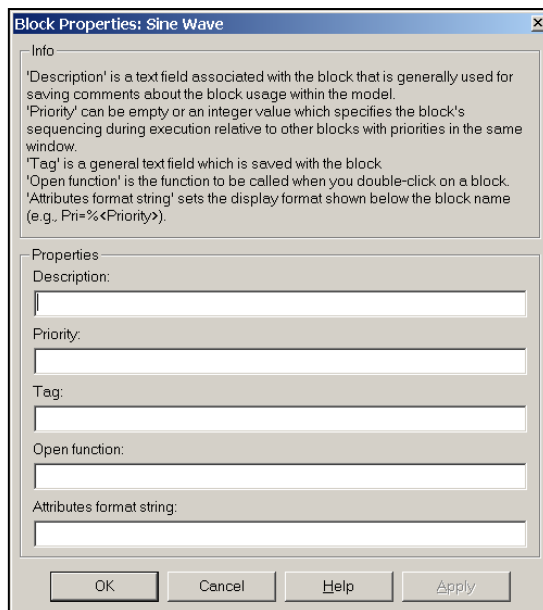 Block Properties: Sine Wave
Info
'Description' is a text field associated with the block that is generally used for
saving comments about the block usage within the model.
'Priority' can be empty or an integer value which specifies the block's
sequencing during execution relative to other blocks with priorities in the same
window.
'Tag' is a general text field which is saved with the block
'Open function' is the function to be called when you double-click on a block.
'Attributes format string' sets the display format shown below the block name
(e.g., Pri=%<Priority>).
Properties
Description:
Priority:
Tag:
Open function:
Attributes format string:
OK Cancel Help Apply